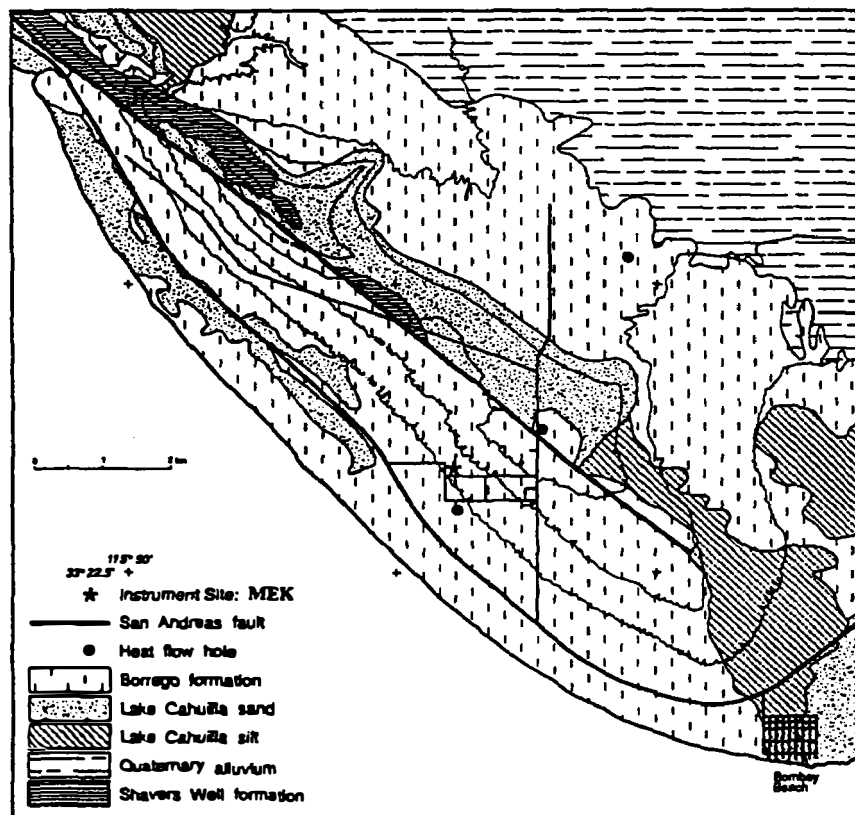 0 1 2 km
115° 50'
33° 22.5' +
Instrument Site: MEK
San Andreas fault
Heat flow hole
Borrego formation
Lake Cahuilla sand
Lake Cahuilla silt
Quaternary alluvium
Shavers Well formation
Bombay
Beach